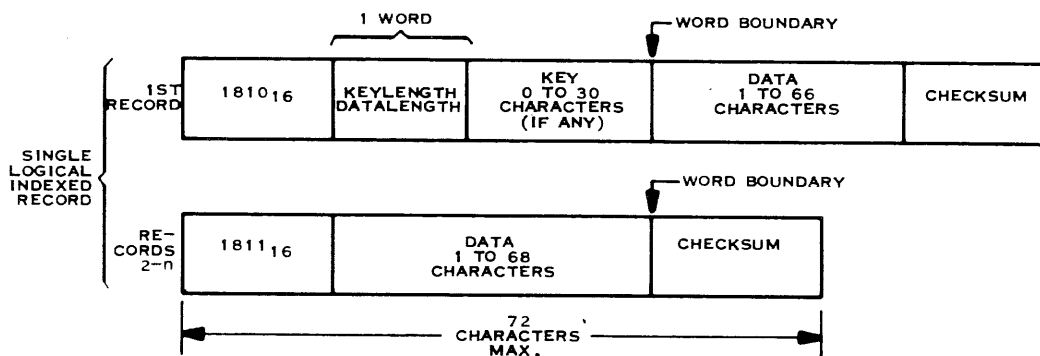 1 WORD
WORD BOUNDARY
1ST
RECORD
1810₁₆
KEYLENGTH
DATALENGTH
KEY
0 TO 30
CHARACTERS
(IF ANY)
DATA
1 TO 66
CHARACTERS
CHECKSUM
SINGLE
LOGICAL
INDEXED
RECORD
WORD BOUNDARY
RE-
CORDS
2-n
1811₁₆
DATA
1 TO 68
CHARACTERS
CHECKSUM
72
CHARACTERS
MAX.